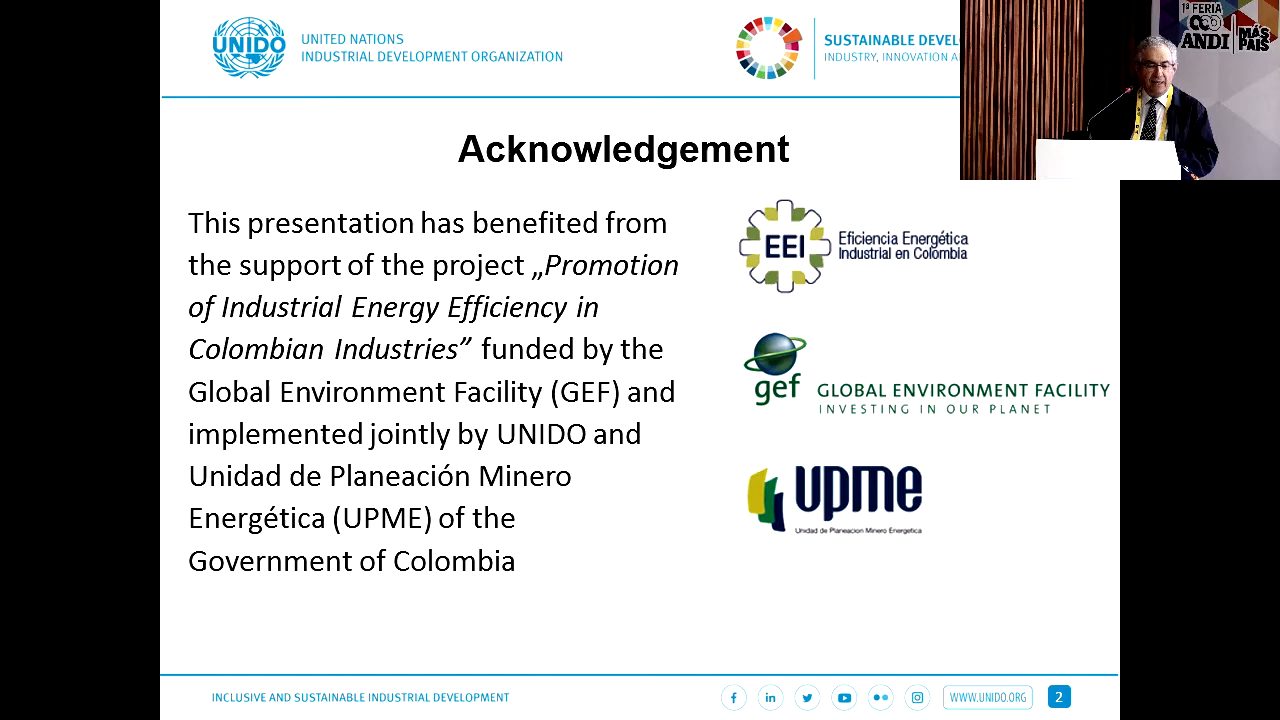 UNIDO
UNITED NATIONS
INDUSTRIAL DEVELOPMENT ORGANIZATION
SUSTAINABLE DEVEL
INDUSTRY, INNOVATION A
1ª FERIA
ANDI
MÁS
PAÍS
Acknowledgement
This presentation has benefited from
the support of the project „Promotion
of Industrial Energy Efficiency in
Colombian Industries” funded by the
Global Environment Facility (GEF) and
implemented jointly by UNIDO and
Unidad de Planeación Minero
Energética (UPME) of the
Government of Colombia
EEI
Eficiencia Energética
Industrial en Colombia
gef
GLOBAL ENVIRONMENT FACILITY
INVESTING IN OUR PLANET
upme
Unidad de Planeacion Minero Energetica
INCLUSIVE AND SUSTAINABLE INDUSTRIAL DEVELOPMENT
WWW.UNIDO.ORG
2